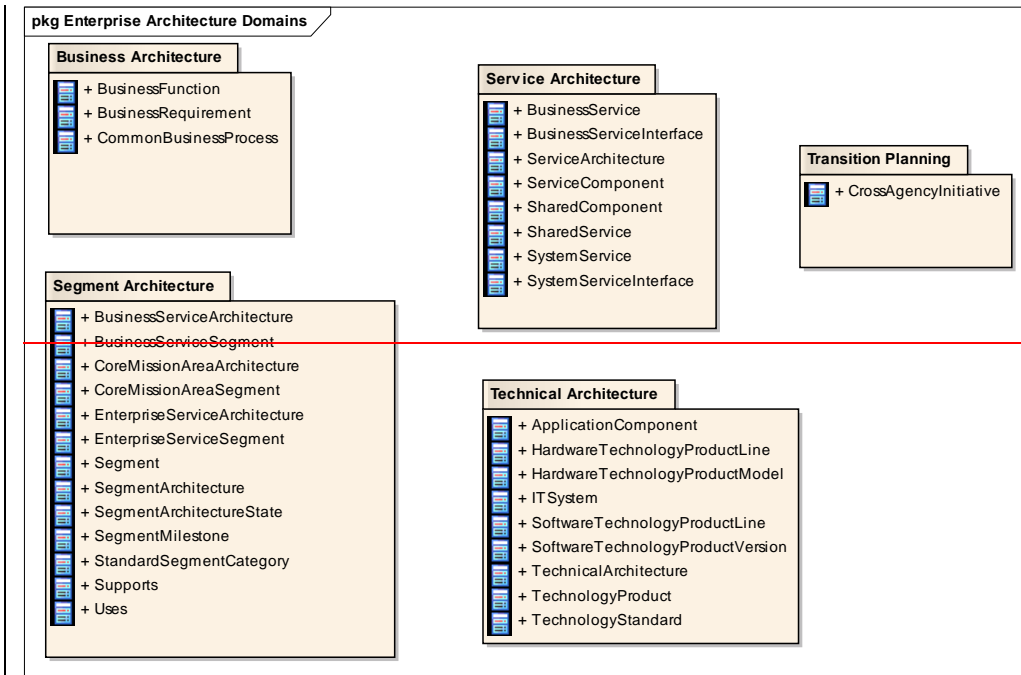 pkg Enterprise Architecture Domains
Business Architecture
+ BusinessFunction
+ BusinessRequirement
+ CommonBusinessProcess
Service Architecture
+ BusinessService
+ BusinessServiceInterface
+ ServiceArchitecture
+ ServiceComponent
+ SharedComponent
+ SharedService
+ SystemService
+ SystemServiceInterface
Transition Planning
+ CrossAgencyInitiative
Segment Architecture
+ BusinessServiceArchitecture
+ BusinessServiceSegment
+ CoreMissionAreaArchitecture
+ CoreMissionAreaSegment
+ EnterpriseServiceArchitecture
+ EnterpriseServiceSegment
+ Segment
+ SegmentArchitecture
+ SegmentArchitectureState
+ SegmentMilestone
+ StandardSegmentCategory
+ Supports
+ Uses
Technical Architecture
+ ApplicationComponent
+ HardwareTechnologyProductLine
+ HardwareTechnologyProductModel
+ ITSystem
+ SoftwareTechnologyProductLine
+ SoftwareTechnologyProductVersion
+ TechnicalArchitecture
+ TechnologyProduct
+ TechnologyStandard